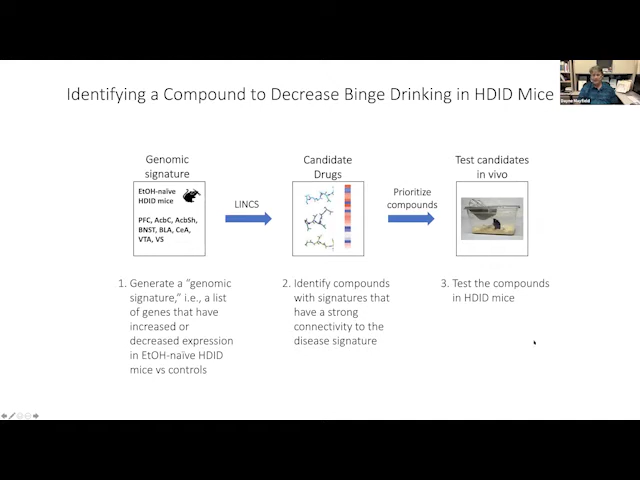 Identifying a Compound to Decrease Binge Drinking in HDID Mice
Genomic
signature
EtOH-naïve
HDID mice
PFC, AcbC, AcbSh,
BNST, BLA, CeA,
VTA, VS
LINCS
Candidate
Drugs
Prioritize
compounds
Test candidates
in vivo
1. Generate a “genomic
signature,” i.e., a list
of genes that have
increased or
decreased expression
in EtOH-naïve HDID
mice vs controls
2. Identify compounds
with signatures that
have a strong
connectivity to the
disease signature
3. Test the compounds
in HDID mice
Mayfield